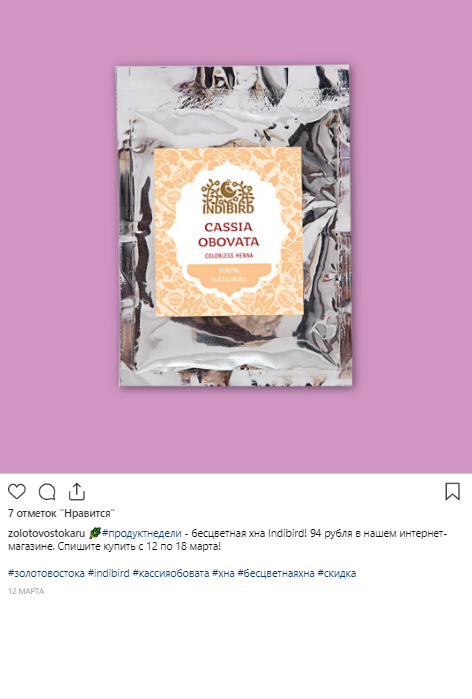 INDIBIRD
CASSIA
OBOVATA
COLORLESS HENNA
100%
NATURAL
7 отметок "Нравится"
zolotovostokaru #продуктнедели - бесцветная хна Indibird! 94 рубля в нашем интернет-
магазине. Спишите купить с 12 по 18 марта!
#золотовостока #indibird #кассияобовата #хна #бесцветнаяхна #скидка
12 МАРТА